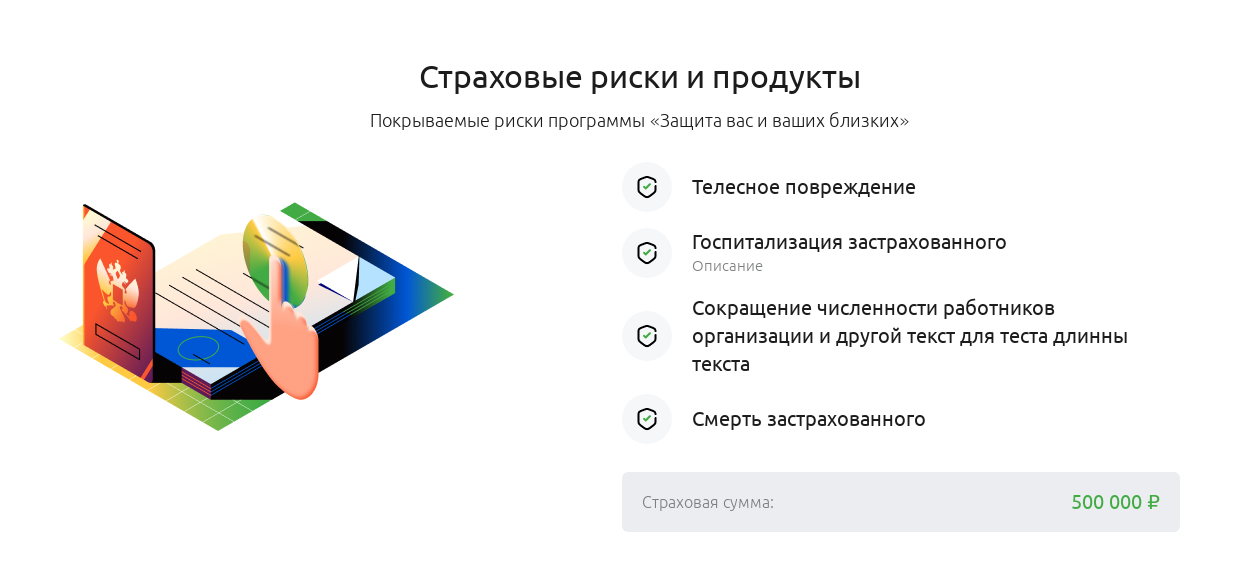 Страховые риски и продукты
Покрываемые риски программы «Защита вас и ваших близких»
Телесное повреждение
Госпитализация застрахованного
Описание
Сокращение численности работников
организации и другой текст для теста длинны
текста
Смерть застрахованного
Страховая сумма: 500 000 ₽